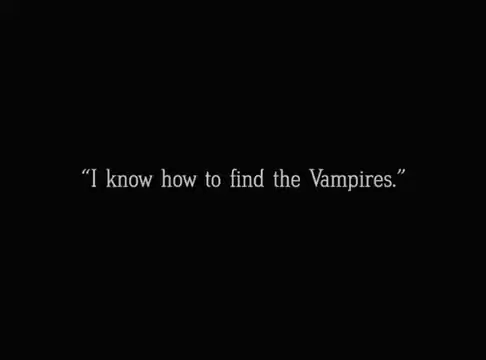 “I know how to find the Vampires.”